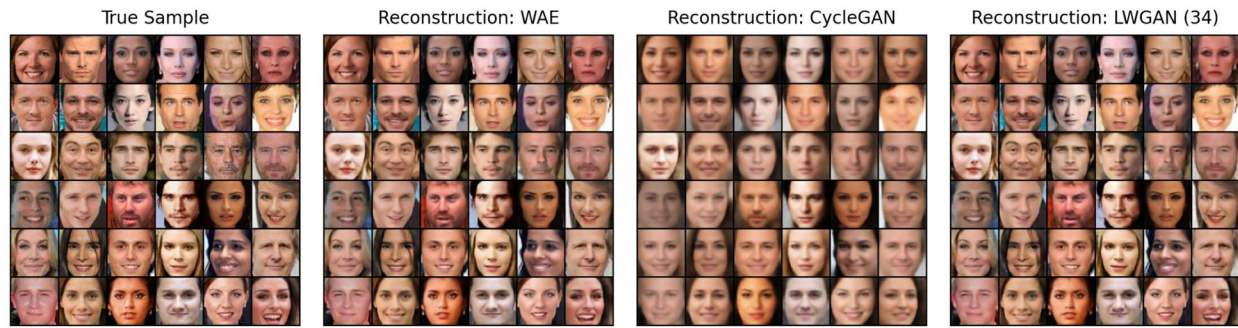 True Sample
Reconstruction: WAE
Reconstruction: CycleGAN
Reconstruction: LWGAN (34)